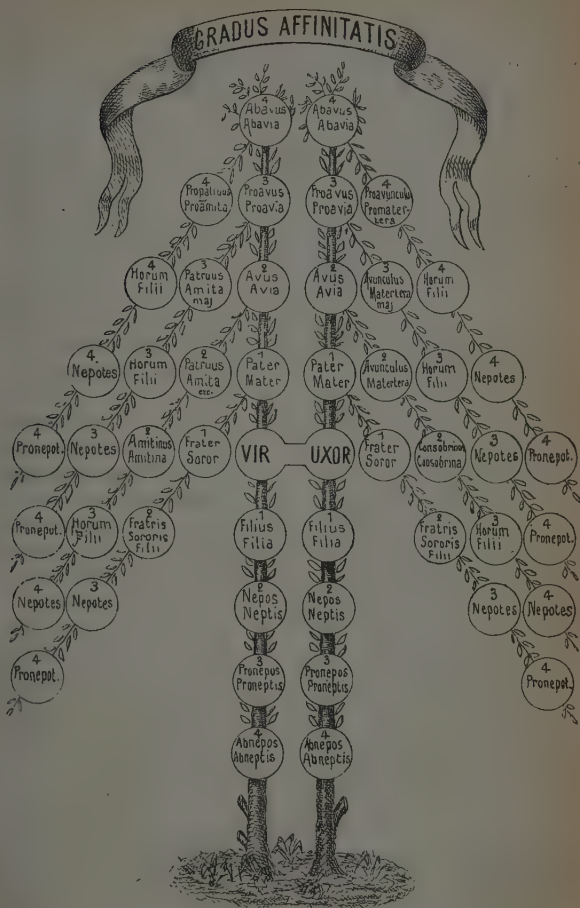 GRADUS AFFINITATIS
4
Abavus
Abavia
4
Abavus
Abavia
4
Propatruus
Proămita.
3
Proavus
Proavia
3
Proavus
Proavia
4
Proavunculu
Promater-
tera
4
Horum
Filii
3
Patruus
Amita
maj
2
Avus
Avia
2
Avus
Avia
3
Avunculus
Matertera
maj
4
Horum
Filii
4.
Nepotes
3
Horum
Filii
2
Patruus
Amita
etc.
1
Pater
Mater
1
Pater
Mater
2
Avunculus
Matertera
3
Horum
Filii
4
Nepotes
4
Pronepot.
3
Nepotes
2
Amitinus
Amitina
1
Frater
Soror
VIR
UXOR
1
Frater
Soror
2
Consobrinus
Consobrina
3
Nepotes
4
Pronepot.
4
Pronepot.
3
Horum
Filii
2
Fratris
Sororis
Filii
1
Filius
Filia
1
Filius
Filia
2
Fratris
Sororis
Filii
3
Horum
Filii
4
Pronepot.
4
Nepotes
3
Nepotes
2
Nepos
Neptis
2
Nepos
Neptis
3
Nepotes
4
Nepotes
4
Pronepot.
3
Pronepos
Proneptis
3
Pronepos
Proneptis
4
Pronepot.
4
Abnepos
Abneptis
4
Abnepos
Abneptis